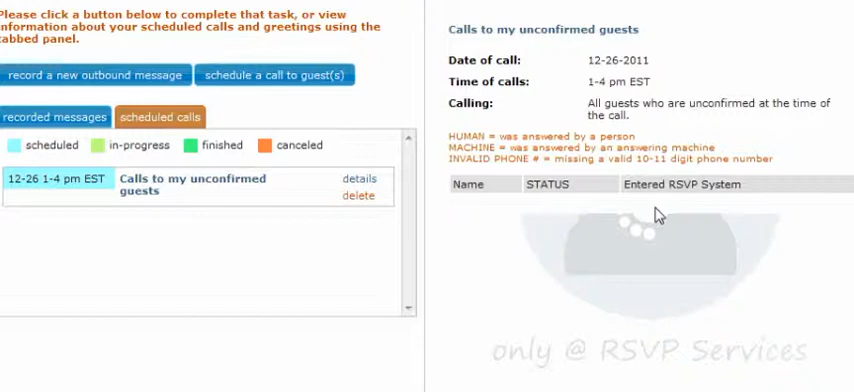 Please click a button below to complete that task, or view
information about your scheduled calls and greetings using the
tabbed panel.
record a new outbound message
schedule a call to guest(s)
recorded messages
scheduled calls
scheduled
in-progress
finished
canceled
12-26 1-4 pm EST
Calls to my unconfirmed
guests
details
delete
Calls to my unconfirmed guests
Date of call: 12-26-2011
Time of calls: 1-4 pm EST
Calling: All guests who are unconfirmed at the time of
the call.
HUMAN = was answered by a person
MACHINE = was answered by an answering machine
INVALID PHONE # = missing a valid 10-11 digit phone number
Name STATUS Entered RSVP System
only @ RSVP Services